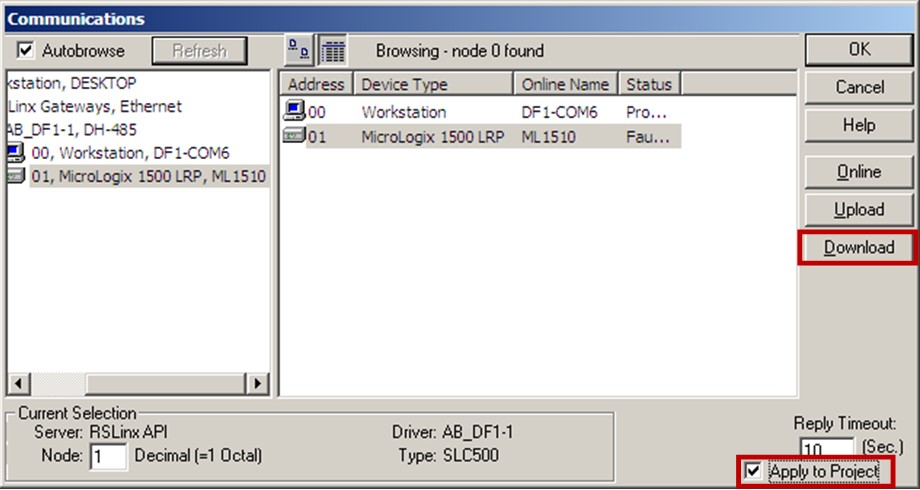 Communications
Autobrowse
Refresh
Browsing - node 0 found
OK
Cancel
Help
Online
Upload
Download
kstation, DESKTOP
Linx Gateways, Ethernet
AB_DF1-1, DH-485
00, Workstation, DF1-COM6
01, MicroLogix 1500 LRP, ML1510
Address Device Type Online Name Status
00 Workstation DF1-COM6 Pro...
01 MicroLogix 1500 LRP ML1510 Fau...
Current Selection
Server: RSLinx API Driver: AB_DF1-1
Node: 1 Decimal (=1 Octal) Type: SLC500
Reply Timeout:
10 (Sec.)
Apply to Project